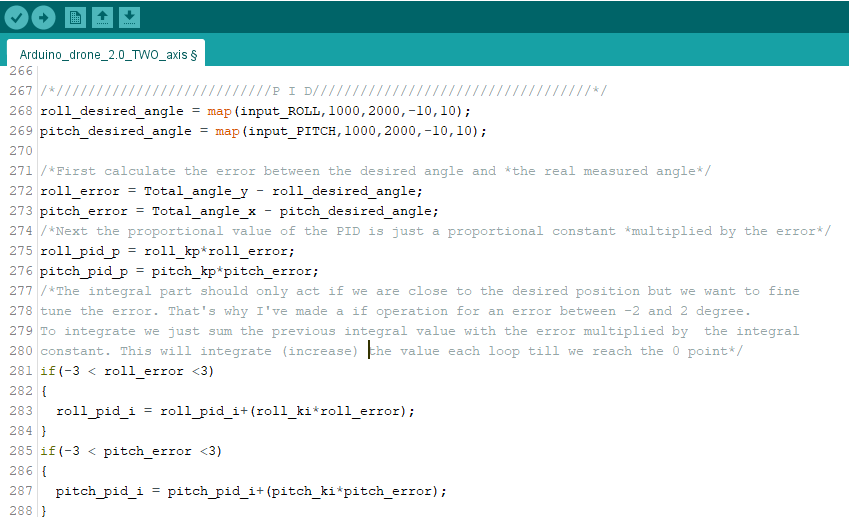 Arduino_drone_2.0_TWO_axis §
266
267 /*///////////////////////////P I D///////////////////////////////////*/
268 roll_desired_angle = map(input_ROLL,1000,2000,-10,10);
269 pitch_desired_angle = map(input_PITCH,1000,2000,-10,10);
270
271 /*First calculate the error between the desired angle and *the real measured angle*/
272 roll_error = Total_angle_y - roll_desired_angle;
273 pitch_error = Total_angle_x - pitch_desired_angle;
274 /*Next the proportional value of the PID is just a proportional constant *multiplied by the error*/
275 roll_pid_p = roll_kp*roll_error;
276 pitch_pid_p = pitch_kp*pitch_error;
277 /*The integral part should only act if we are close to the desired position but we want to fine
278 tune the error. That's why I've made a if operation for an error between -2 and 2 degree.
279 To integrate we just sum the previous integral value with the error multiplied by  the integral
280 constant. This will integrate (increase) the value each loop till we reach the 0 point*/
281 if(-3 < roll_error <3)
282 {
283   roll_pid_i = roll_pid_i+(roll_ki*roll_error);
284 }
285 if(-3 < pitch_error <3)
286 {
287   pitch_pid_i = pitch_pid_i+(pitch_ki*pitch_error);
288 }